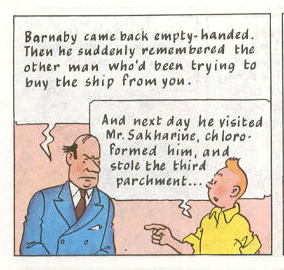 Barnaby came back empty-handed.
Then he suddenly remembered the
other man who'd been trying to
buy the ship from you.
And next day he visited
Mr. Sakharine, chloro-
formed him, and
stole the third
parchment...